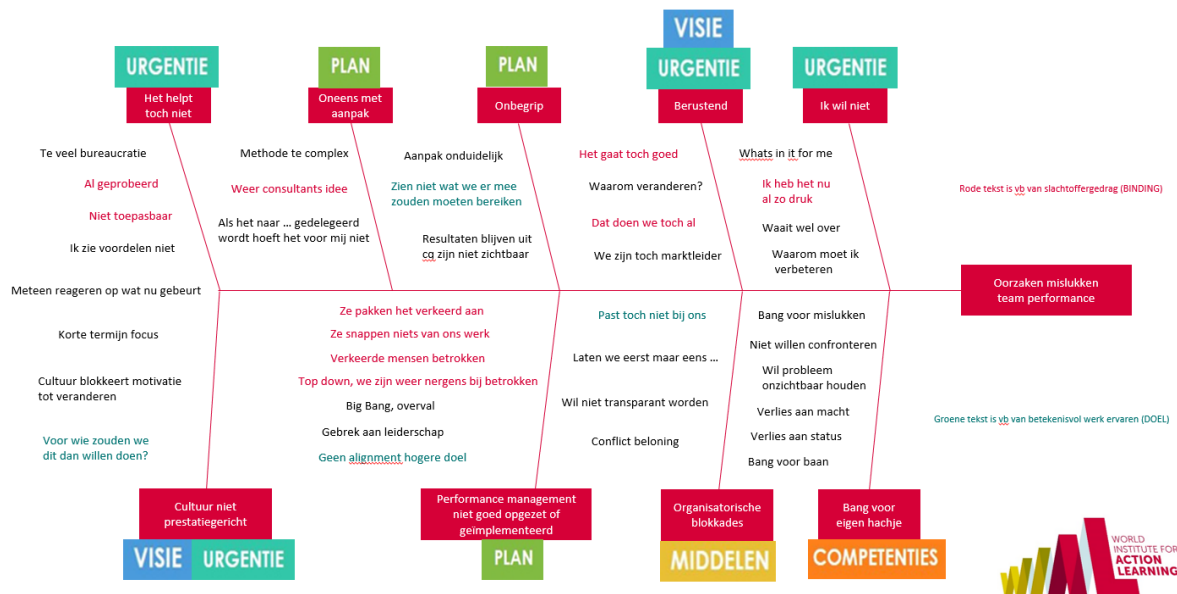 VISIE
URGENTIE
PLAN
PLAN
URGENTIE
URGENTIE
Het helpt
toch niet
Oneens met
aanpak
Onbegrip
Berustend
Ik wil niet
Te veel bureaucratie
Al geprobeerd
Niet toepasbaar
Ik zie voordelen niet
Methode te complex
Weer consultants idee
Als het naar ... gedelegeerd
wordt hoeft het voor mij niet
Aanpak onduidelijk
Zien niet wat we er mee
zouden moeten bereiken
Resultaten blijven uit
cq zijn niet zichtbaar
Het gaat toch goed
Waarom veranderen?
Dat doen we toch al
We zijn toch marktleider
Whats in it for me
Ik heb het nu
al zo druk
Waait wel over
Waarom moet ik
verbeteren
Rode tekst is vb van slachtoffergedrag (BINDING)
Oorzaken mislukken
team performance
Meteen reageren op wat nu gebeurt
Korte termijn focus
Cultuur blokkeert motivatie
tot veranderen
Voor wie zouden we
dit dan willen doen?
Ze pakken het verkeerd aan
Ze snappen niets van ons werk
Verkeerde mensen betrokken
Top down, we zijn weer nergens bij betrokken
Big Bang, overval
Gebrek aan leiderschap
Geen alignment hogere doel
Past toch niet bij ons
Laten we eerst maar eens ...
Wil niet transparant worden
Conflict beloning
Bang voor mislukken
Niet willen confronteren
Wil probleem
onzichtbaar houden
Verlies aan macht
Verlies aan status
Bang voor baan
Groene tekst is vb van betekenisvol werk ervaren (DOEL)
Cultuur niet
prestatiegericht
Performance management
niet goed opgezet of
geïmplementeerd
Organisatorische
blokkades
Bang voor
eigen hachje
VISIE
URGENTIE
PLAN
MIDDELEN
COMPETENTIES
WORLD
INSTITUTE FOR
ACTION
LEARNING